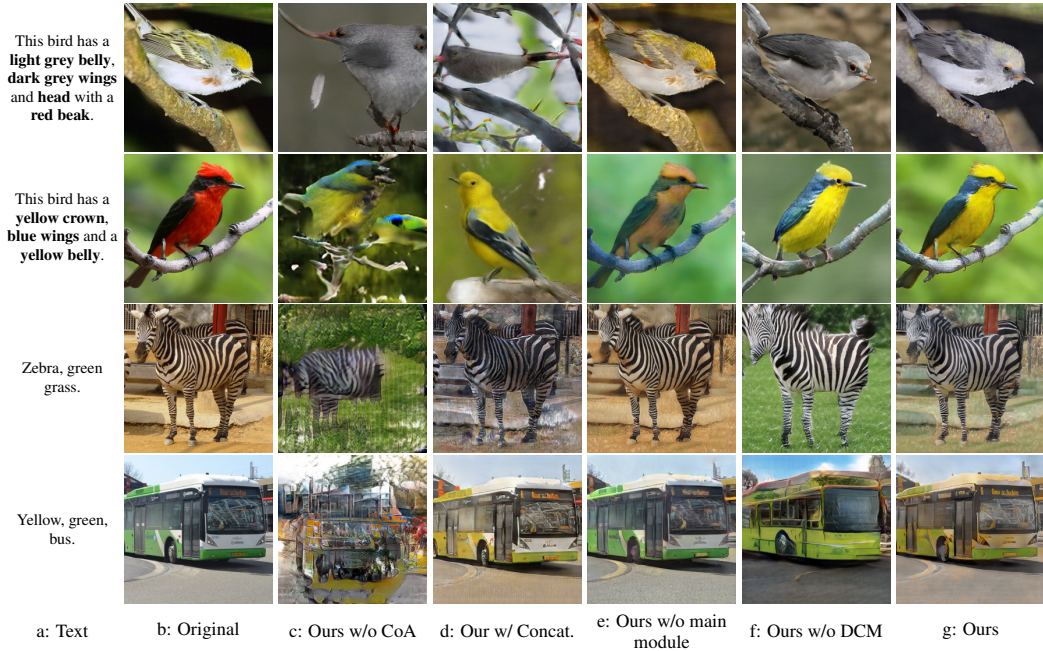 This bird has a
light grey belly,
dark grey wings
and head with a
red beak.
This bird has a
yellow crown,
blue wings and a
yellow belly.
Zebra, green
grass.
Yellow, green,
bus.
a: Text
b: Original
c: Ours w/o CoA
d: Our w/ Concat.
e: Ours w/o main
module
f: Ours w/o DCM
g: Ours